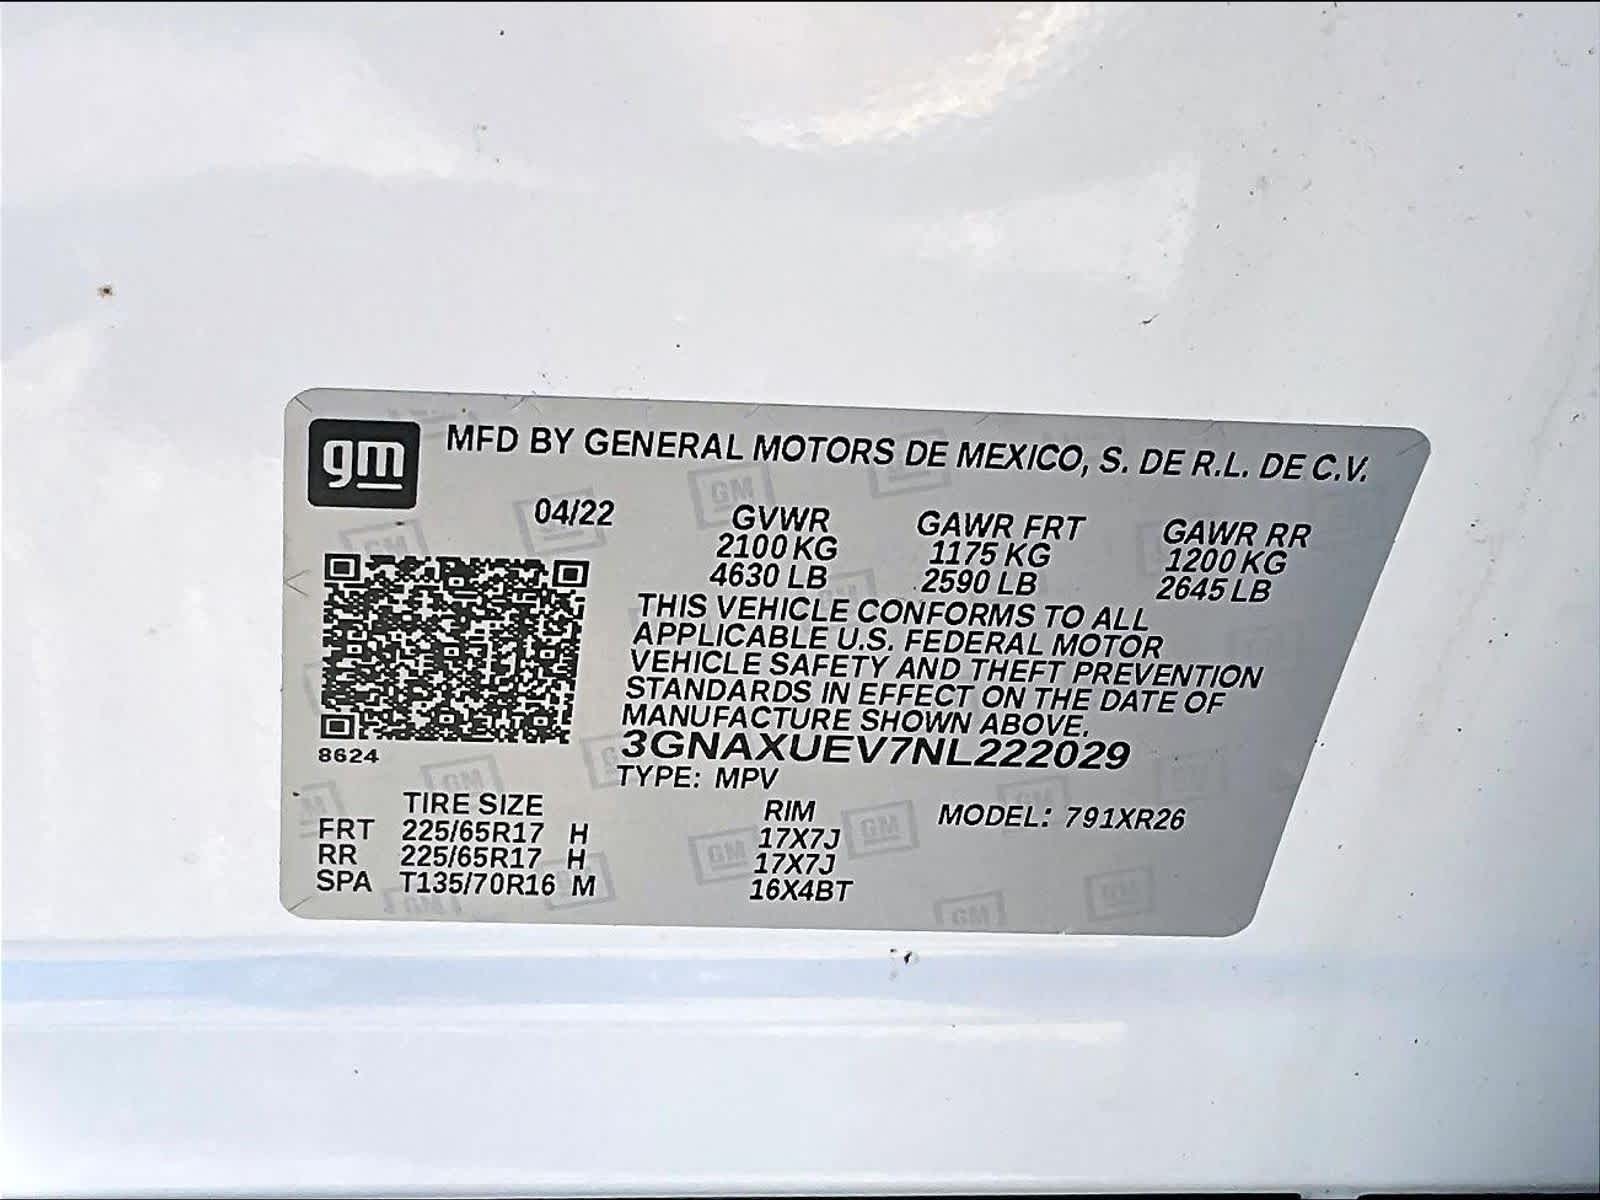 gm MFD BY GENERAL MOTORS DE MEXICO, S. DE R.L. DE C.V.
04/22 GVWR GAWR FRT GAWR RR
2100 KG 1175 KG 1200 KG
4630 LB 2590 LB 2645 LB
THIS VEHICLE CONFORMS TO ALL
APPLICABLE U.S. FEDERAL MOTOR
VEHICLE SAFETY AND THEFT PREVENTION
STANDARDS IN EFFECT ON THE DATE OF
MANUFACTURE SHOWN ABOVE.
8624 3GNAXUEV7NL222029
TYPE: MPV
TIRE SIZE RIM MODEL: 791XR26
FRT 225/65R17 H 17X7J
RR 225/65R17 H 17X7J
SPA T135/70R16 M 16X4BT